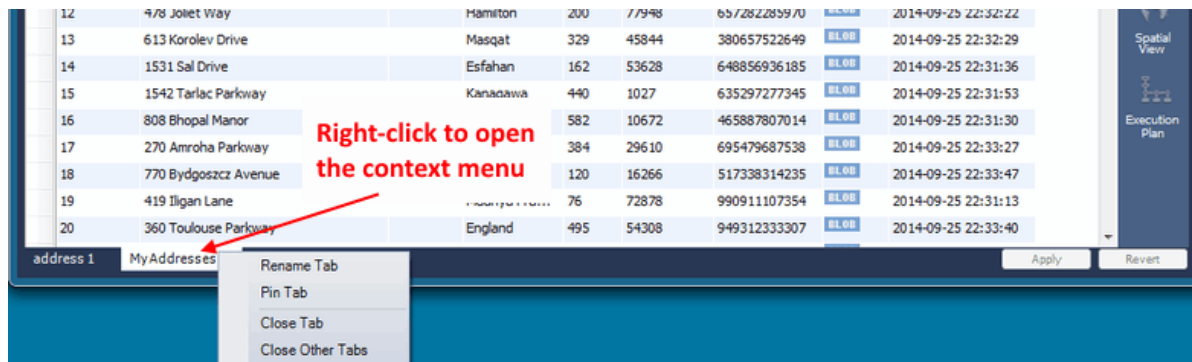 12 478 Joliet Way Hamilton 200 77948 657282285970 BLOB 2014-09-25 22:32:22
13 613 Korolev Drive Masqat 329 45844 380657522649 BLOB 2014-09-25 22:32:29
Spatial
View
14 1531 Sal Drive Esfahan 162 53628 648856936185 BLOB 2014-09-25 22:31:36
15 1542 Tarlac Parkway Kanagawa 440 1027 635297277345 BLOB 2014-09-25 22:31:53
16 808 Bhopal Manor 582 10672 465887807014 BLOB 2014-09-25 22:31:30
Execution
Plan
17 270 Amroha Parkway 384 29610 695479687538 BLOB 2014-09-25 22:33:27
Right-click to open
the context menu
18 770 Bydgoszcz Avenue 120 16266 517338314235 BLOB 2014-09-25 22:33:47
19 419 Iligan Lane 76 72878 990911107354 BLOB 2014-09-25 22:31:13
20 360 Toulouse Parkway England 495 54308 949312333307 BLOB 2014-09-25 22:33:40
address 1 MyAddresses Apply Revert
Rename Tab
Pin Tab
Close Tab
Close Other Tabs